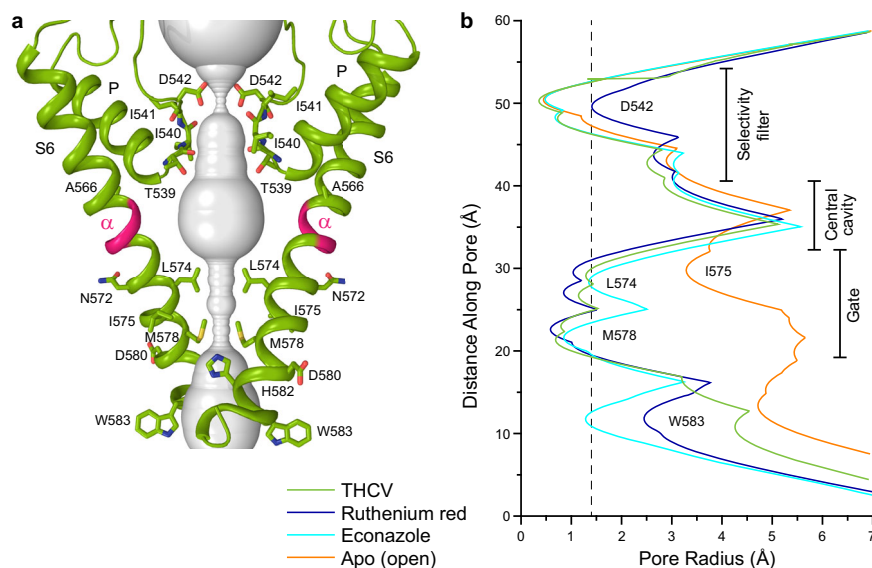 a
D542 D542
P P
I541 I541
I540 I540
S6 S6
T539 T539
A566 A566
α α
L574 L574
N572 N572
I575 I575
M578 M578
D580 D580
H582
W583 W583
THCV
Ruthenium red
Econazole
Apo (open)
b
60
50
40
30
20
10
0
Distance Along Pore (Å)
D542
Selectivity
filter
Central
cavity
I575
L574
Gate
M578
W583
0 1 2 3 4 5 6 7
Pore Radius (Å)